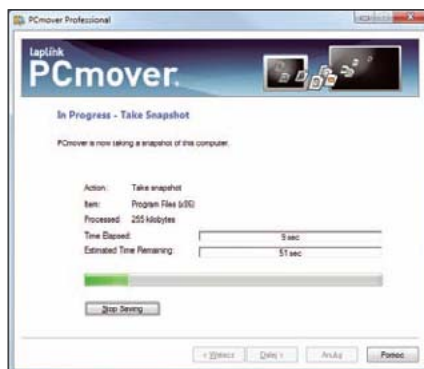 PCmover Professional
laplink
PCmover.
In Progress - Take Snapshot
PCmover is now taking a snapshot of this computer.
Action: Take snapshot
Item: Program Files (x86)
Processed: 255 kilobytes
Time Elapsed: 9 sec
Estimated Time Remaining: 51 sec
Stop Saving
< Wstecz Dalej > Anuluj Pomoc